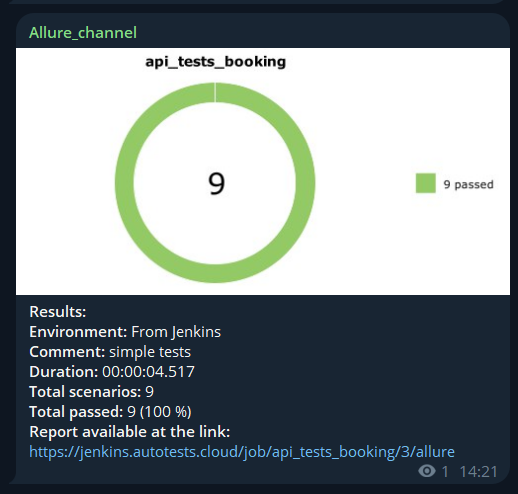 Allure_channel
api_tests_booking
9
9 passed
Results:
Environment: From Jenkins
Comment: simple tests
Duration: 00:00:04.517
Total scenarios: 9
Total passed: 9 (100 %)
Report available at the link:
https://jenkins.autotests.cloud/job/api_tests_booking/3/allure
1 14:21